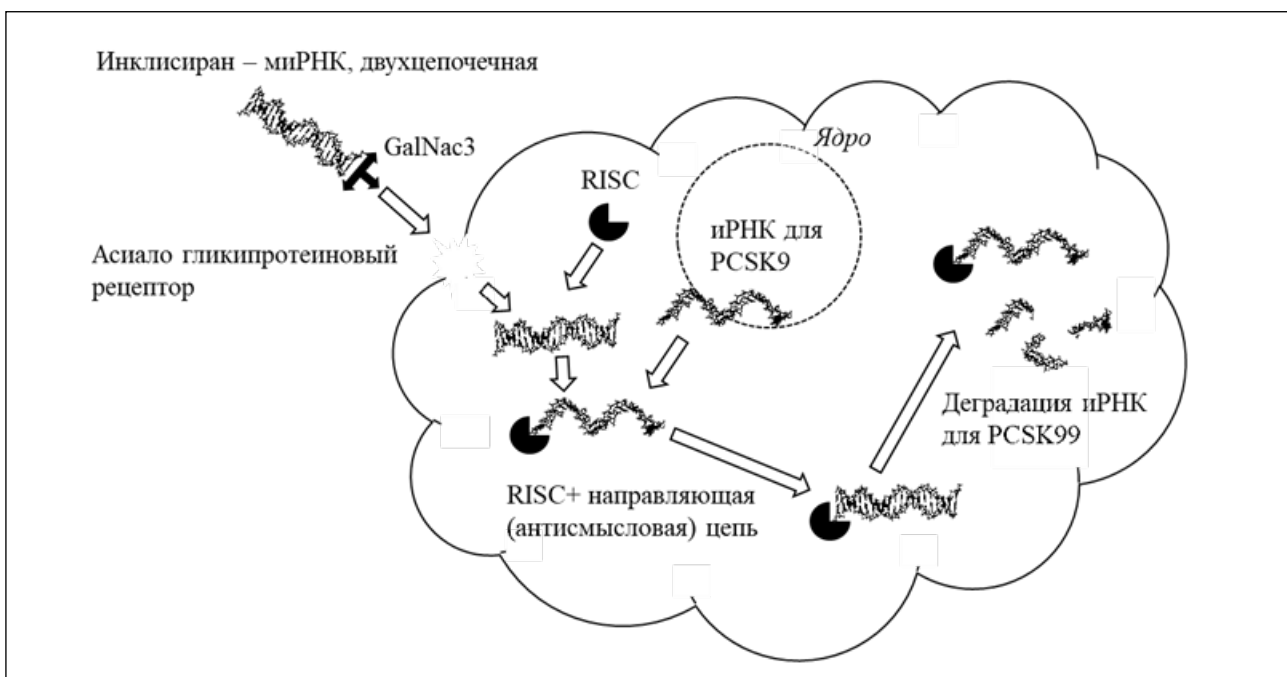 Инклисиран – миРНК, двухцепочечная
GalNac3
Ядро
RISC
иРНК для
PCSK9
Асиало гликипротеиновый
рецептор
Деградация иРНК
для PCSK99
RISC+ направляющая
(антисмысловая) цепь